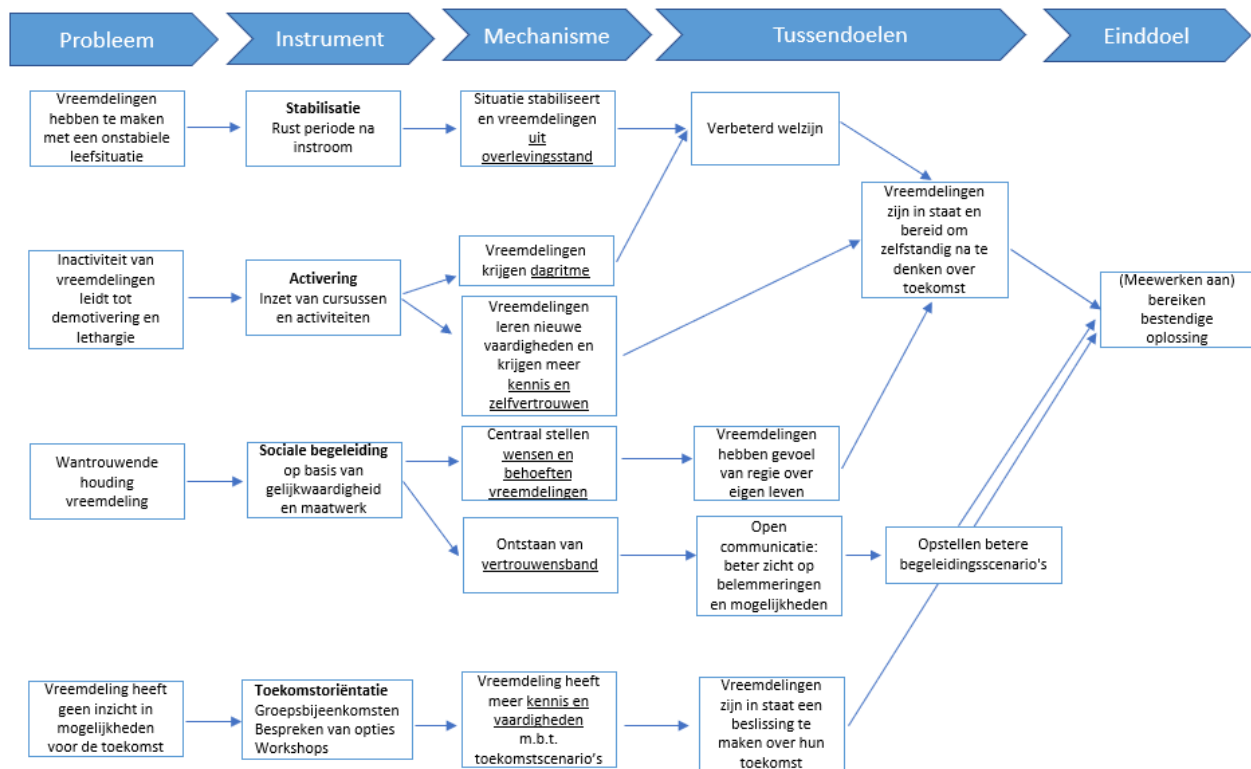 Probleem
Instrument
Mechanisme
Tussendoelen
Einddoel
Vreemdelingen
hebben te maken
met een onstabiele
leefsituatie
Stabilisatie
Rust periode na
instroom
Situatie stabiliseert
en vreemdelingen
uit
overlevingsstand
Verbeterd welzijn
Vreemdelingen
zijn in staat en
bereid om
zelfstandig na te
denken over
toekomst
Inactiviteit van
vreemdelingen
leidt tot
demotivering en
lethargie
Activering
Inzet van cursussen
en activiteiten
Vreemdelingen
krijgen dagritme
Vreemdelingen
leren nieuwe
vaardigheden en
krijgen meer
kennis en
zelfvertrouwen
(Meewerken aan)
bereiken
bestendige
oplossing
Wantrouwende
houding
vreemdeling
Sociale begeleiding
op basis van
gelijkwaardigheid
en maatwerk
Centraal stellen
wensen en
behoeften
vreemdelingen
Vreemdelingen
hebben gevoel
van regie over
eigen leven
Ontstaan van
vertrouwensband
Open
communicatie:
beter zicht op
belemmeringen
en mogelijkheden
Opstellen betere
begeleidingsscenario's
Vreemdeling heeft
geen inzicht in
mogelijkheden
voor de toekomst
Toekomstoriëntatie
Groepsbijeenkomsten
Bespreken van opties
Workshops
Vreemdeling heeft
meer kennis en
vaardigheden
m.b.t.
toekomstscenario’s
Vreemdelingen
zijn in staat een
beslissing te
maken over hun
toekomst